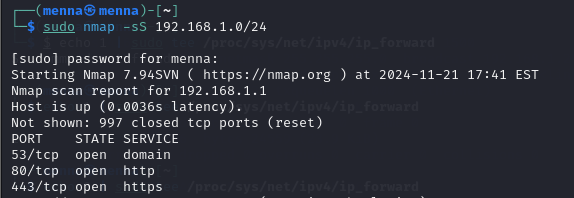 ┌──(menna㉿menna)-[~]
└─$ sudo nmap -sS 192.168.1.0/24
[sudo] password for menna:
Starting Nmap 7.94SVN ( https://nmap.org ) at 2024-11-21 17:41 EST
Nmap scan report for 192.168.1.1
Host is up (0.0036s latency).
Not shown: 997 closed tcp ports (reset)
PORT    STATE SERVICE
53/tcp  open  domain
80/tcp  open  http
443/tcp open  https